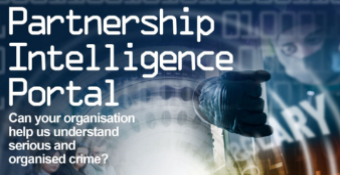 Partnership
Intelligence
Portal
Can your organisation
help us understand
serious and
organised crime?